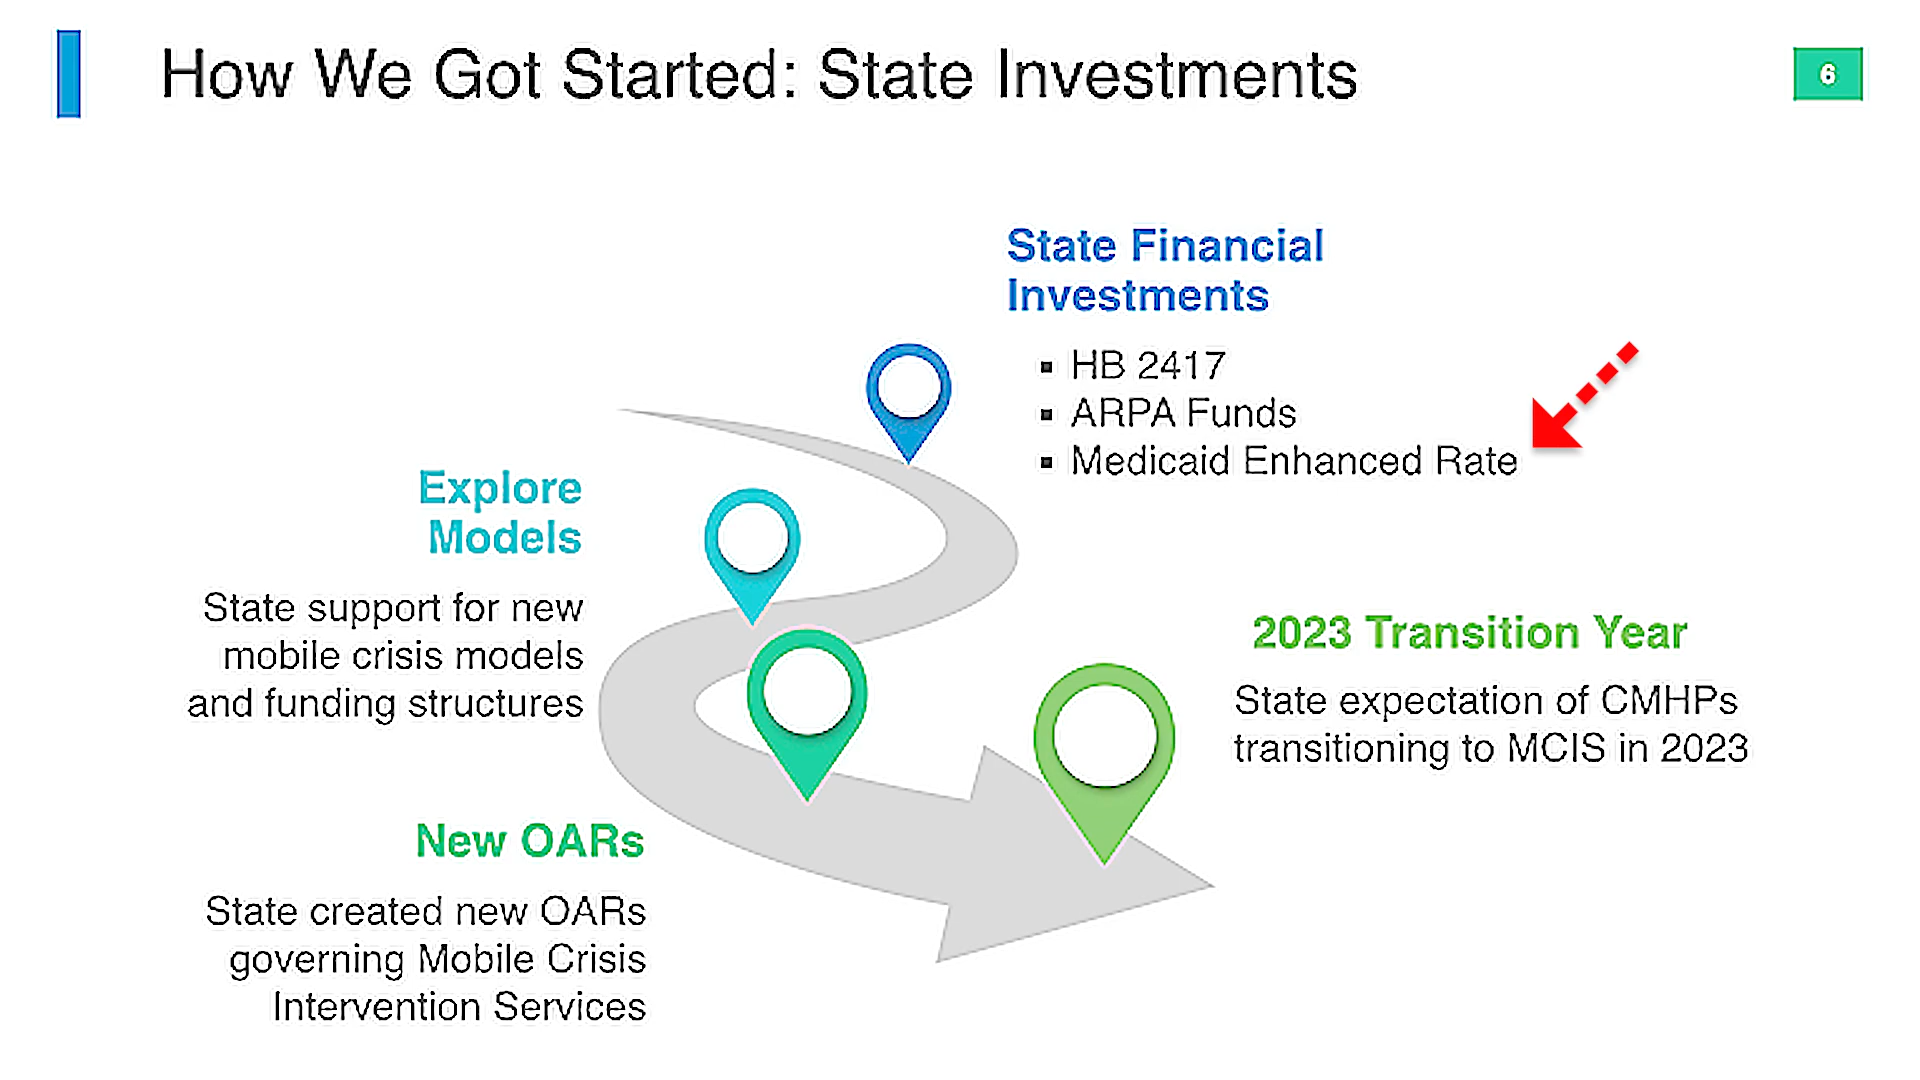 How We Got Started: State Investments
6
State Financial
Investments
▪ HB 2417
▪ ARPA Funds
▪ Medicaid Enhanced Rate
Explore
Models
State support for new
mobile crisis models
and funding structures
2023 Transition Year
State expectation of CMHPs
transitioning to MCIS in 2023
New OARs
State created new OARs
governing Mobile Crisis
Intervention Services